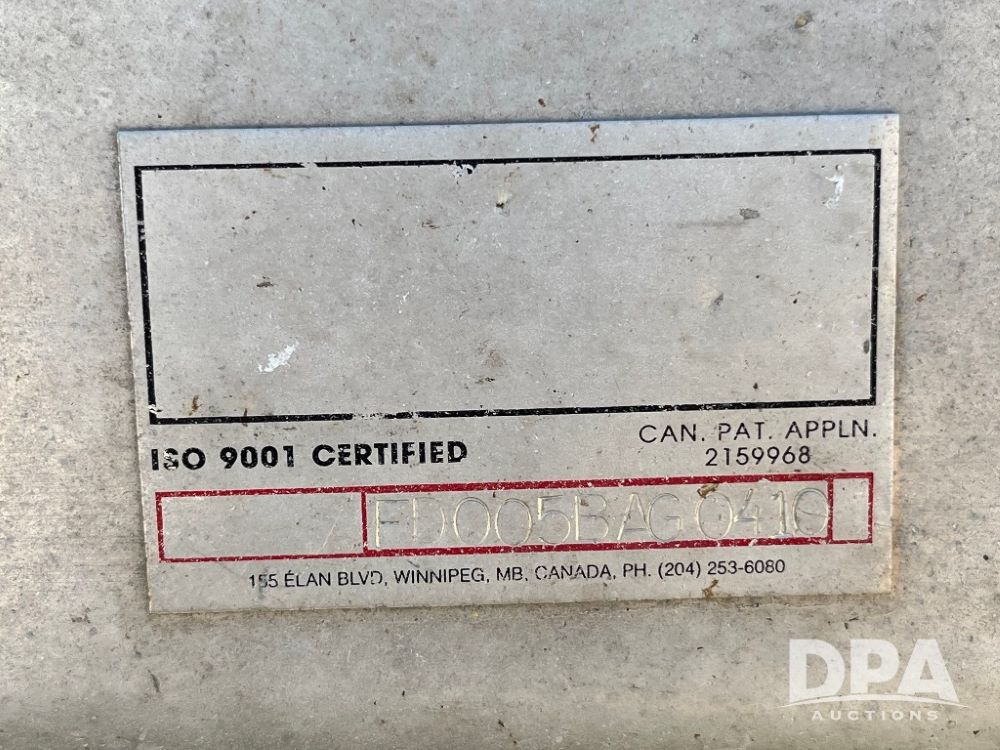 ISO 9001 CERTIFIED
CAN. PAT. APPLN.
2159968
FD005BAG0410
155 ÉLAN BLVD, WINNIPEG, MB, CANADA, PH. (204) 253-6080
DPA
AUCTIONS